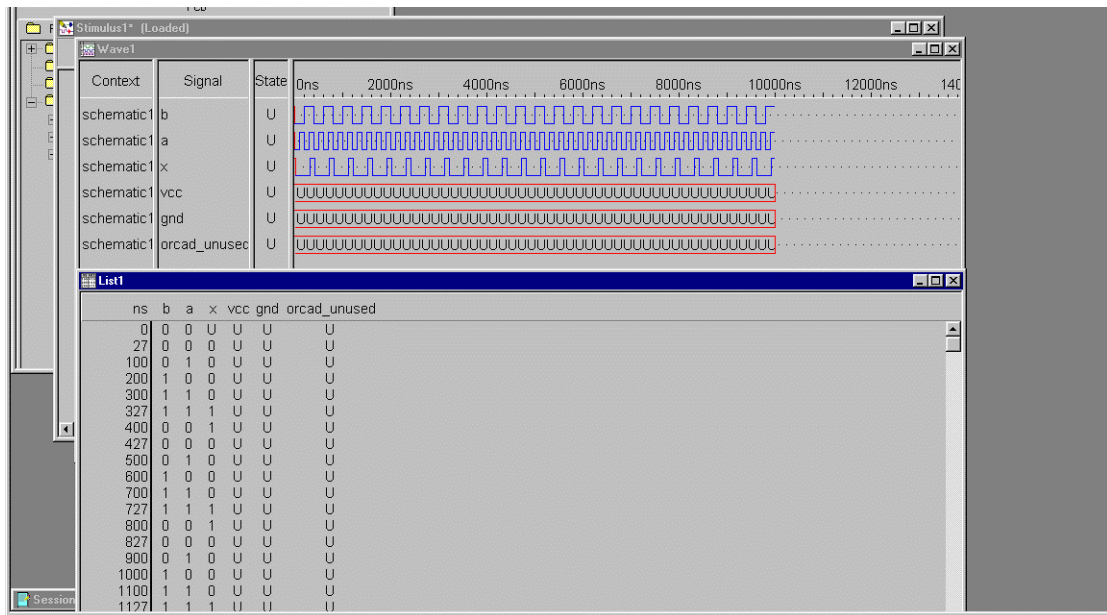 Stimulus1* (Loaded)
Wave1
Context Signal State 0ns 2000ns 4000ns 6000ns 8000ns 10000ns 12000ns 140
schematic1 b U
schematic1 a U
schematic1 x U
schematic1 vcc U UUUUUUUUUUUUUUUUUUUUUUUUUUUUUUUUUUUUUUUUUUUUUUUUUU
schematic1 gnd U UUUUUUUUUUUUUUUUUUUUUUUUUUUUUUUUUUUUUUUUUUUUUUUUUU
schematic1 orcad_unused U UUUUUUUUUUUUUUUUUUUUUUUUUUUUUUUUUUUUUUUUUUUUUUUUUU
List1
ns b a x vcc gnd orcad_unused
0 0 0 U U U U
27 0 0 0 U U U
100 0 1 0 U U U
200 1 0 0 U U U
300 1 1 0 U U U
327 1 1 1 U U U
400 0 0 1 U U U
427 0 0 0 U U U
500 0 1 0 U U U
600 1 0 0 U U U
700 1 1 0 U U U
727 1 1 1 U U U
800 0 0 1 U U U
827 0 0 0 U U U
900 0 1 0 U U U
1000 1 0 0 U U U
1100 1 1 0 U U U
1127 1 1 1 U U U
Session